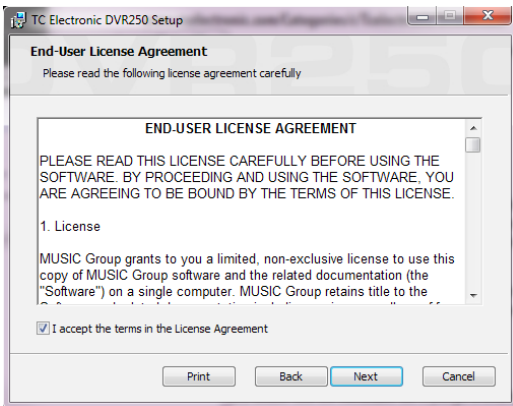 TC Electronic DVR250 Setup
End-User License Agreement
Please read the following license agreement carefully
END-USER LICENSE AGREEMENT
PLEASE READ THIS LICENSE CAREFULLY BEFORE USING THE
SOFTWARE. BY PROCEEDING AND USING THE SOFTWARE, YOU
ARE AGREEING TO BE BOUND BY THE TERMS OF THIS LICENSE.
1. License
MUSIC Group grants to you a limited, non-exclusive license to use this
copy of MUSIC Group software and the related documentation (the
"Software") on a single computer. MUSIC Group retains title to the
I accept the terms in the License Agreement
Print Back Next Cancel